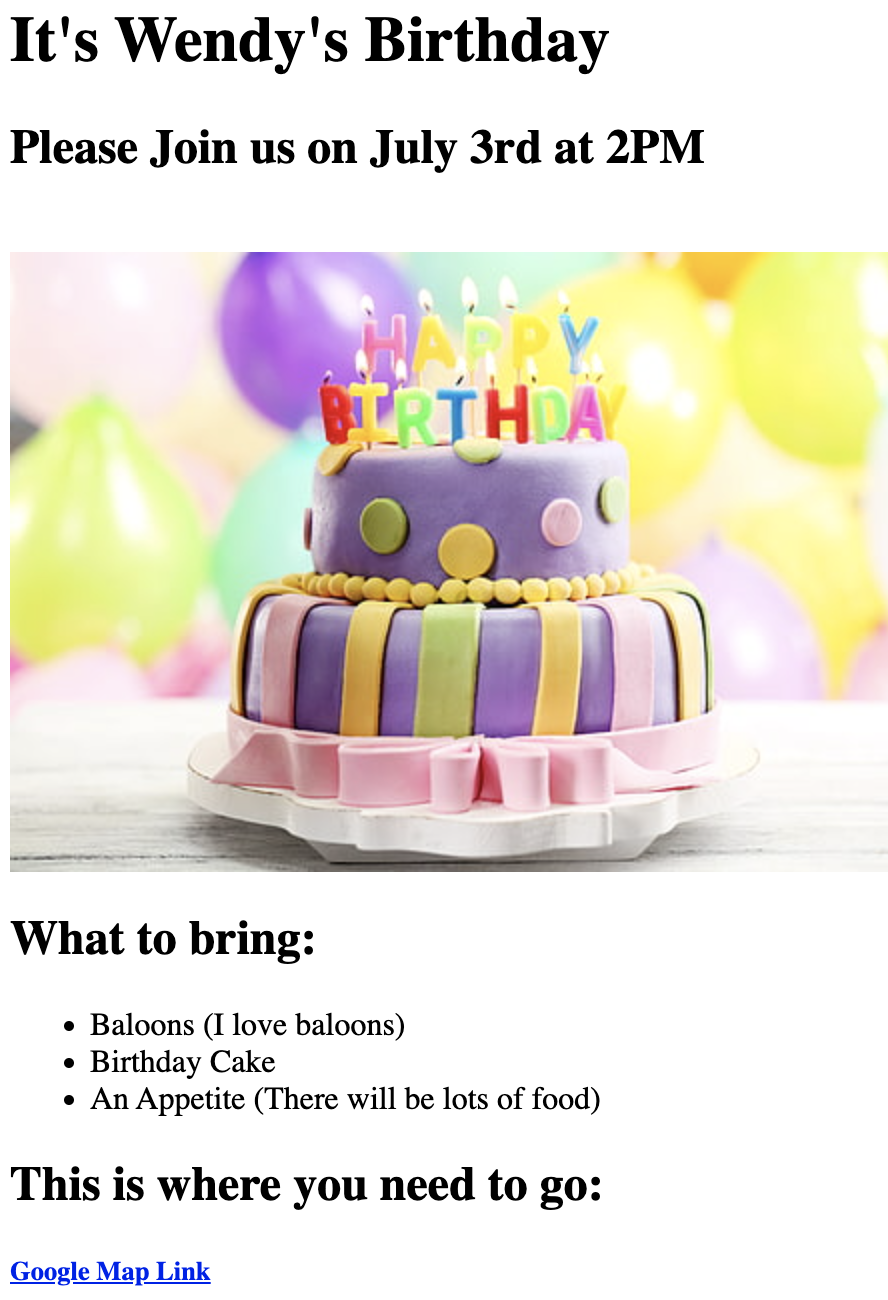 It's Wendy's Birthday
Please Join us on July 3rd at 2PM
HAPPY
BIRTHDAY
What to bring:
Baloons (I love baloons)
Birthday Cake
An Appetite (There will be lots of food)
This is where you need to go:
Google Map Link